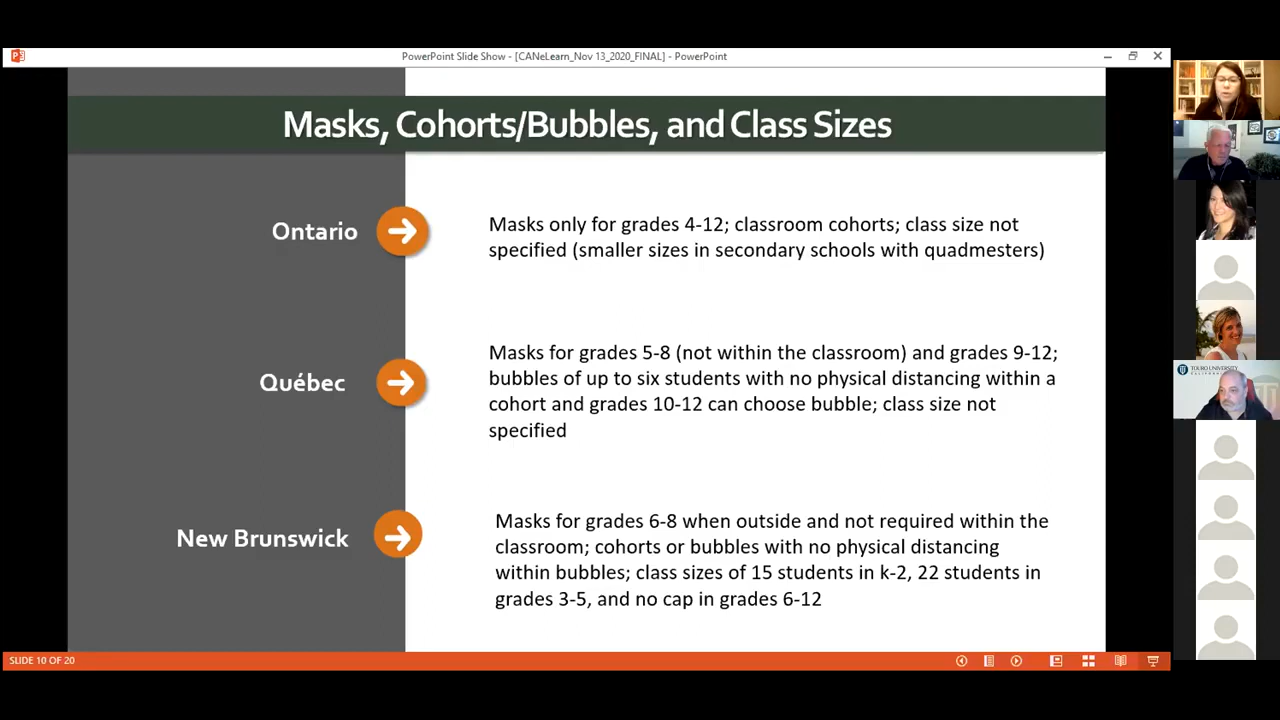 PowerPoint Slide Show - [CANeLearn_Nov 13_2020_FINAL] - PowerPoint
Masks, Cohorts/Bubbles, and Class Sizes
Ontario
Masks only for grades 4-12; classroom cohorts; class size not
specified (smaller sizes in secondary schools with quadmesters)
Québec
Masks for grades 5-8 (not within the classroom) and grades 9-12;
bubbles of up to six students with no physical distancing within a
cohort and grades 10-12 can choose bubble; class size not
specified
New Brunswick
Masks for grades 6-8 when outside and not required within the
classroom; cohorts or bubbles with no physical distancing
within bubbles; class sizes of 15 students in k-2, 22 students in
grades 3-5, and no cap in grades 6-12
SLIDE 10 OF 20
TOURO UNIVERSITY
CALIFORNIA